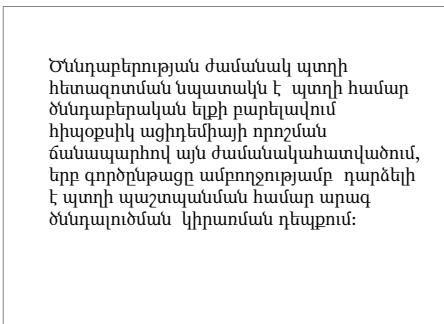 Ծննդաբերության ժամանակ պտղի
հետազոտման նպատակն է  պտղի համար
ծննդաբերական ելքի բարելավում
հիպօքսիկ ացիդեմիայի որոշման
ճանապարհով այն ժամանակահատվածում,
երբ գործընթացը ամբողջությամբ  դարձելի
է պտղի պաշտպանման համար արագ
ծննդալուծման  կիրառման դեպքում: